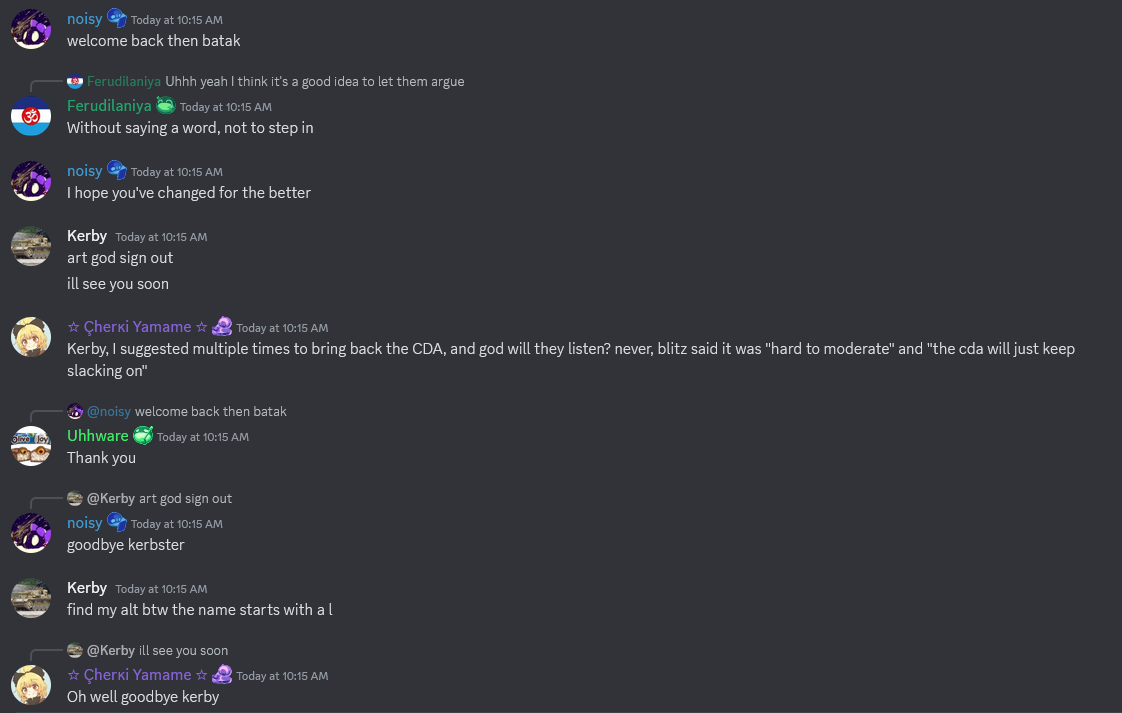 noisy Today at 10:15 AM
welcome back then batak
Ferudilaniya Uhhh yeah I think it's a good idea to let them argue
Ferudilaniya Today at 10:15 AM
Without saying a word, not to step in
noisy Today at 10:15 AM
I hope you've changed for the better
Kerby Today at 10:15 AM
art god sign out
ill see you soon
☆ Çherкi Yamame ☆ Today at 10:15 AM
Kerby, I suggested multiple times to bring back the CDA, and god will they listen? never, blitz said it was "hard to moderate" and "the cda will just keep
slacking on"
@noisy welcome back then batak
Uhhware Today at 10:15 AM
Thank you
@Kerby art god sign out
noisy Today at 10:15 AM
goodbye kerbster
Kerby Today at 10:15 AM
find my alt btw the name starts with a l
@Kerby ill see you soon
☆ Çherкi Yamame ☆ Today at 10:15 AM
Oh well goodbye kerby